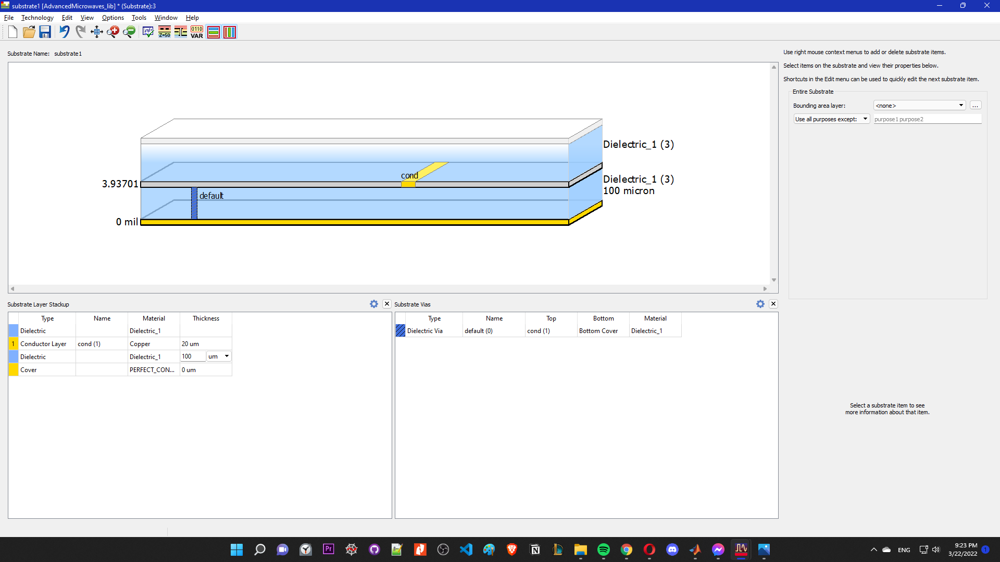 substrate1 [AdvancedMicrowaves_lib] * (Substrate):3
File Technology Edit View Options Tools Window Help
Z=50
0110
VAR
Substrate Name: substrate1
Use right mouse context menus to add or delete substrate items.
Select items on the substrate and view their properties below.
Shortcuts in the Edit menu can be used to quickly edit the next substrate item.
Entire Substrate
Bounding area layer: <none> ...
Use all purposes except: purpose1 purpose2
Dielectric_1 (3)
cond
3.93701
Dielectric_1 (3)
100 micron
default
0 mil
Substrate Layer Stackup
Type Name Material Thickness
Dielectric Dielectric_1
1 Conductor Layer cond (1) Copper 20 um
Dielectric Dielectric_1 100 um
Cover PERFECT_CON... 0 um
Substrate Vias
Type Name Top Bottom Material
Dielectric Via default (0) cond (1) Bottom Cover Dielectric_1
Select a substrate item to see
more information about that item.
Pr
N
ENG
9:23 PM
3/22/2022
1